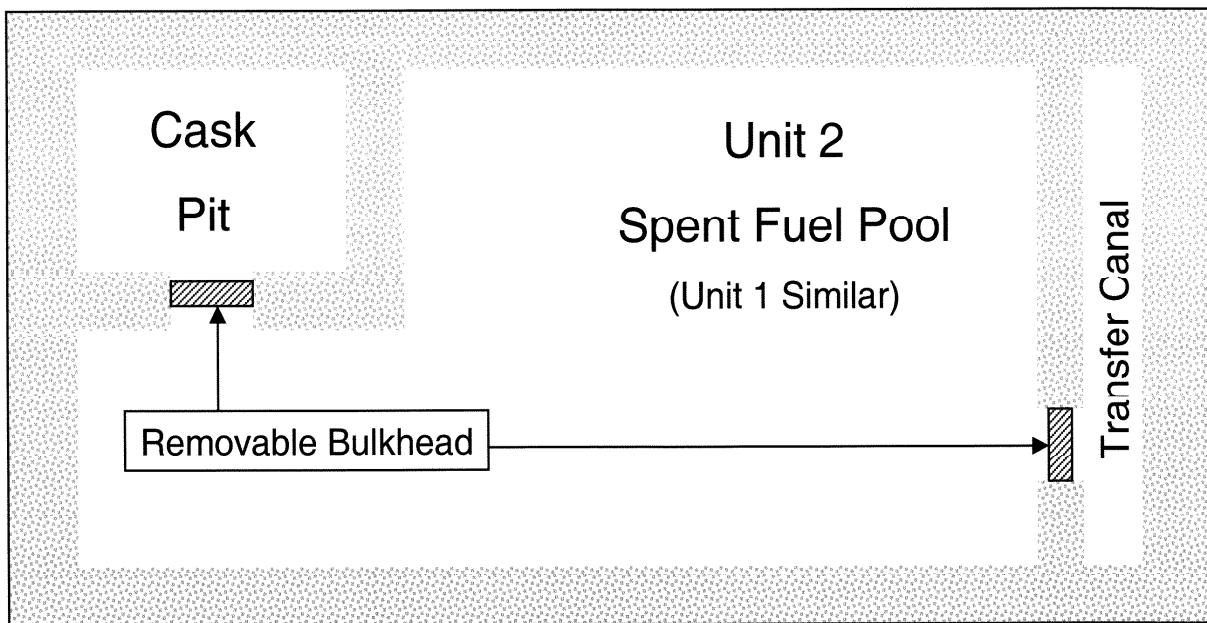 Cask
Pit
Unit 2
Spent Fuel Pool
(Unit 1 Similar)
Transfer Canal
Removable Bulkhead